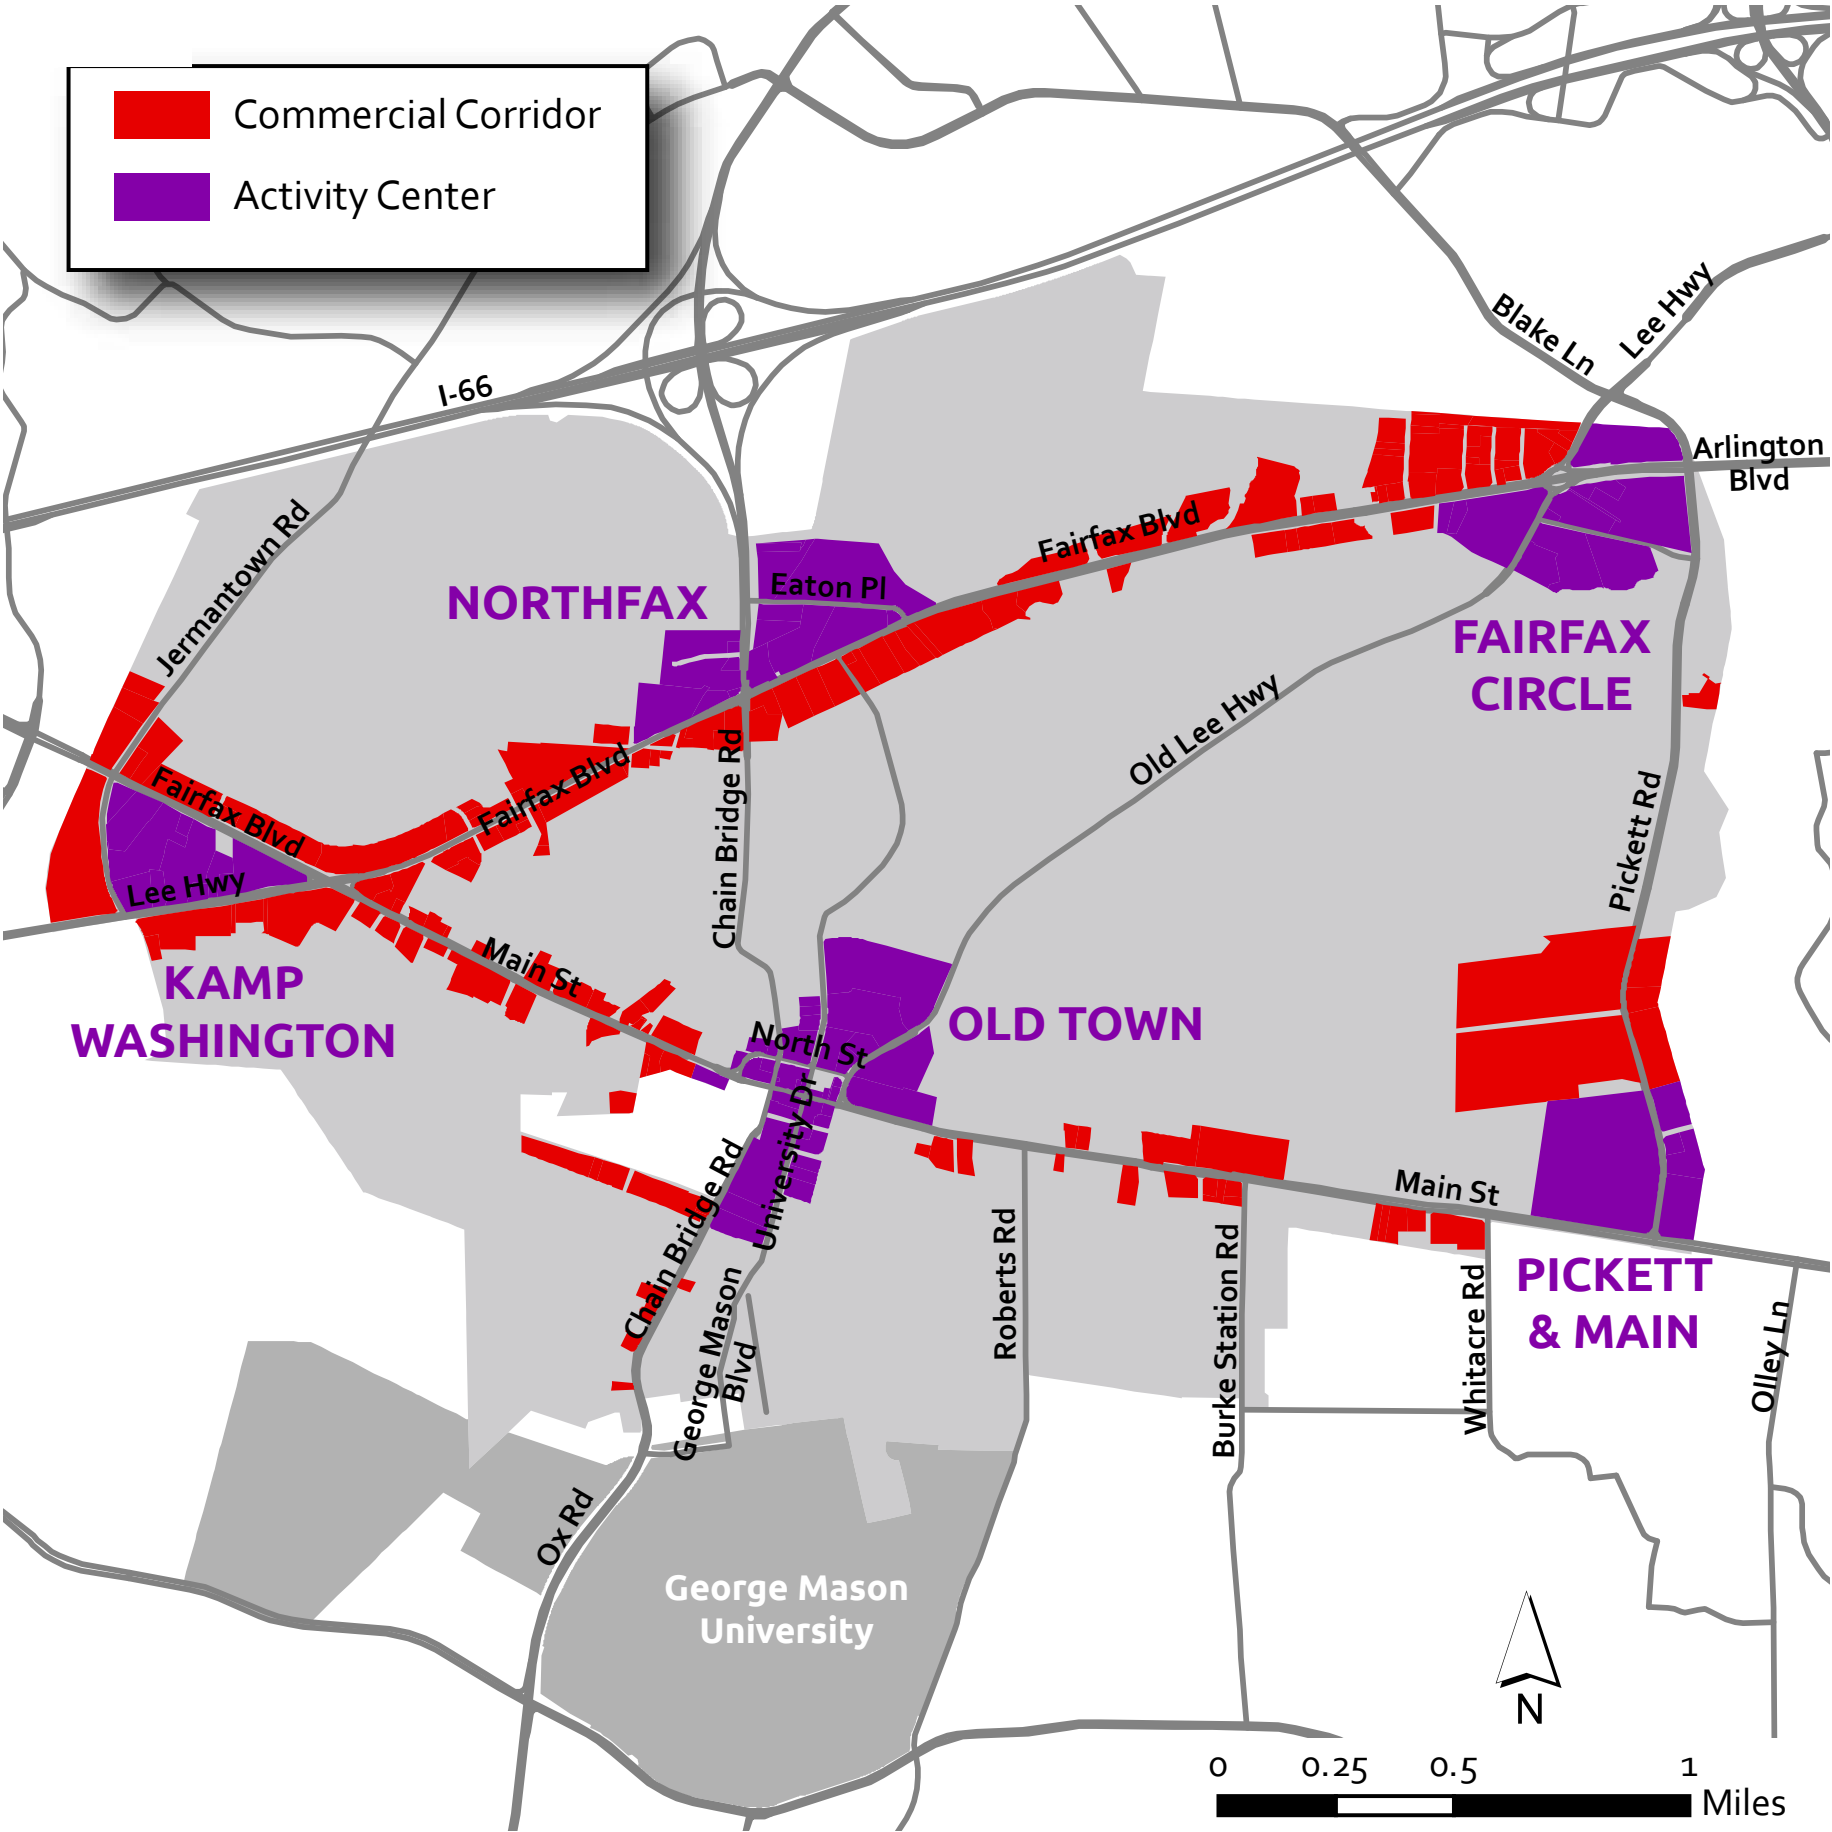 Commercial Corridor
Activity Center
Blake Ln
Lee Hwy
I-66
Arlington
Blvd
Jermantown Rd
Fairfax Blvd
NORTHFAX
Eaton Pl
FAIRFAX
CIRCLE
Old Lee Hwy
Fairfax Blvd
Fairfax Blvd
Chain Bridge Rd
Pickett Rd
Lee Hwy
Main St
KAMP
WASHINGTON
OLD TOWN
North St
University Dr
Chain Bridge Rd
Main St
Roberts Rd
Burke Station Rd
Whitacre Rd
PICKETT
& MAIN
Olley Ln
George Mason
Blvd
Ox Rd
George Mason
University
N
0 0.25 0.5 1
Miles